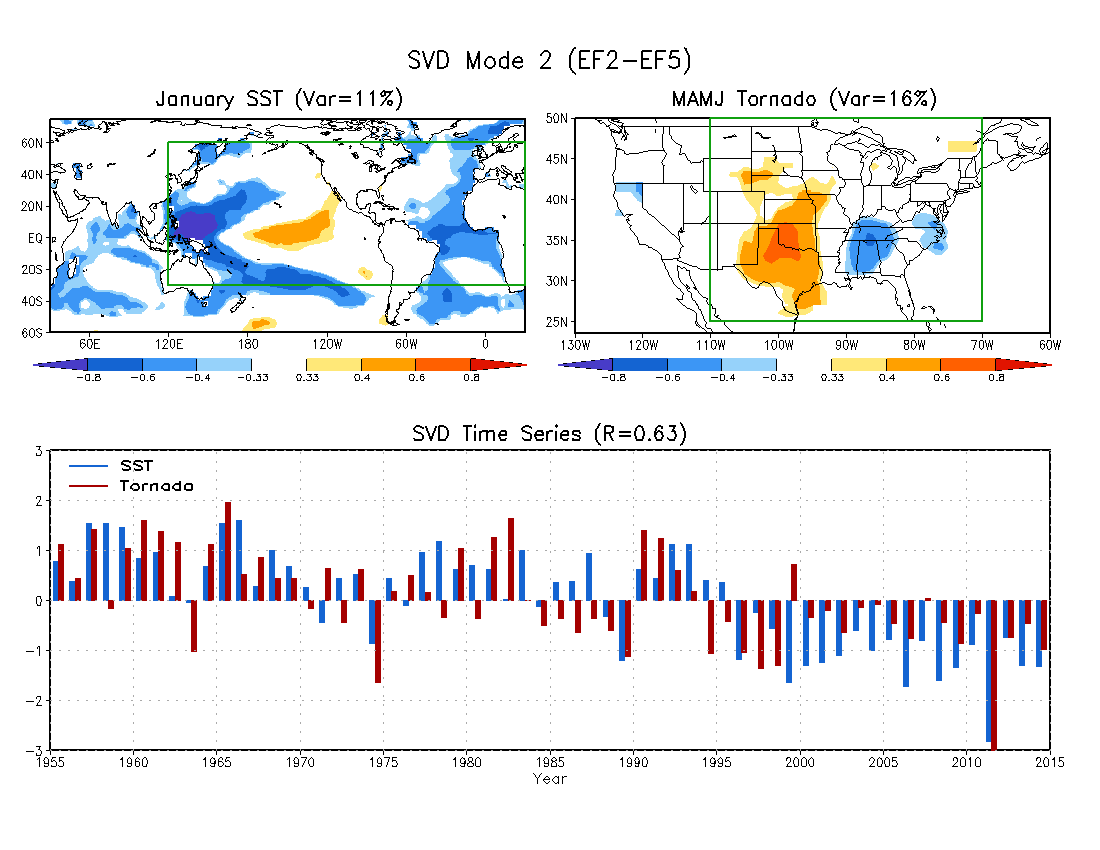 SVD Mode 2 (EF2-EF5)
January SST (Var=11%)
MAMJ Tornado (Var=16%)
60N
40N
20N
EQ
20S
40S
60S
60E 120E 180 120W 60W 0
-0.8 -0.6 -0.4 -0.33 0.33 0.4 0.6 0.8
50N
45N
40N
35N
30N
25N
130W 120W 110W 100W 90W 80W 70W 60W
-0.8 -0.6 -0.4 -0.33 0.33 0.4 0.6 0.8
SVD Time Series (R=0.63)
SST
Tornado
3
2
1
0
-1
-2
-3
1955 1960 1965 1970 1975 1980 1985 1990 1995 2000 2005 2010 2015
Year